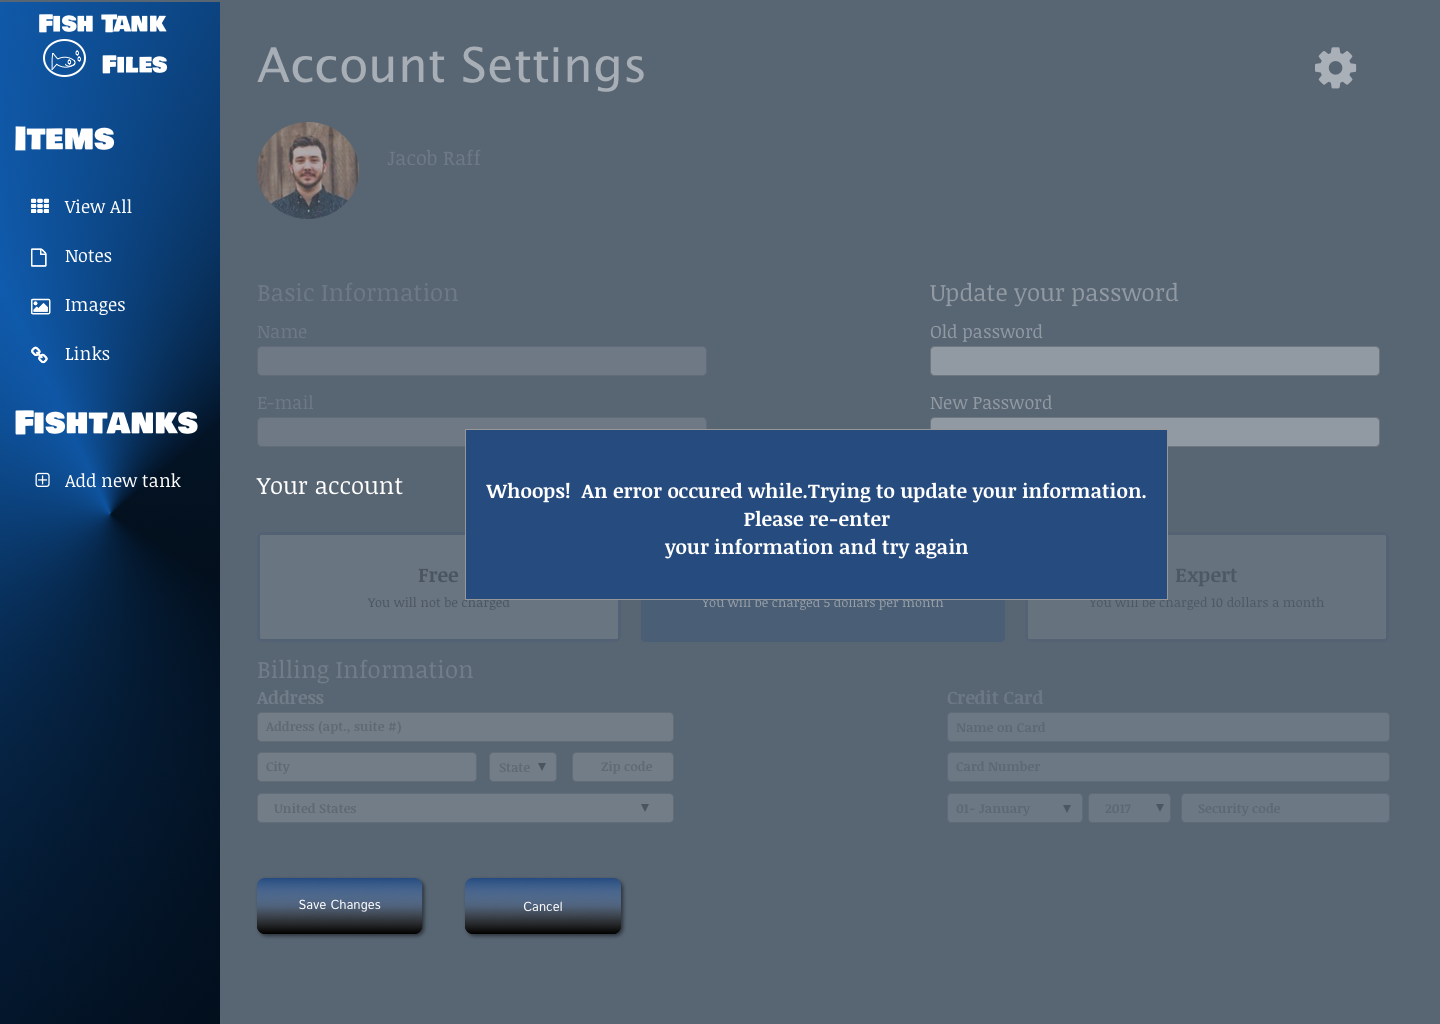 Fish Tank
Files
Items
View All
Notes
Images
Links
Fishtanks
Add new tank
Account Settings
Jacob Raff
Basic Information
Name
E-mail
Update your password
Old password
New Password
Your account
Whoops!  An error occured while.Trying to update your information.
Please re-enter
your information and try again
Free
You will not be charged
You will be charged 5 dollars per month
Expert
You will be charged 10 dollars a month
Billing Information
Address
Address (apt., suite #)
City
State
Zip code
United States
Credit Card
Name on Card
Card Number
01- January
2017
Security code
Save Changes
Cancel